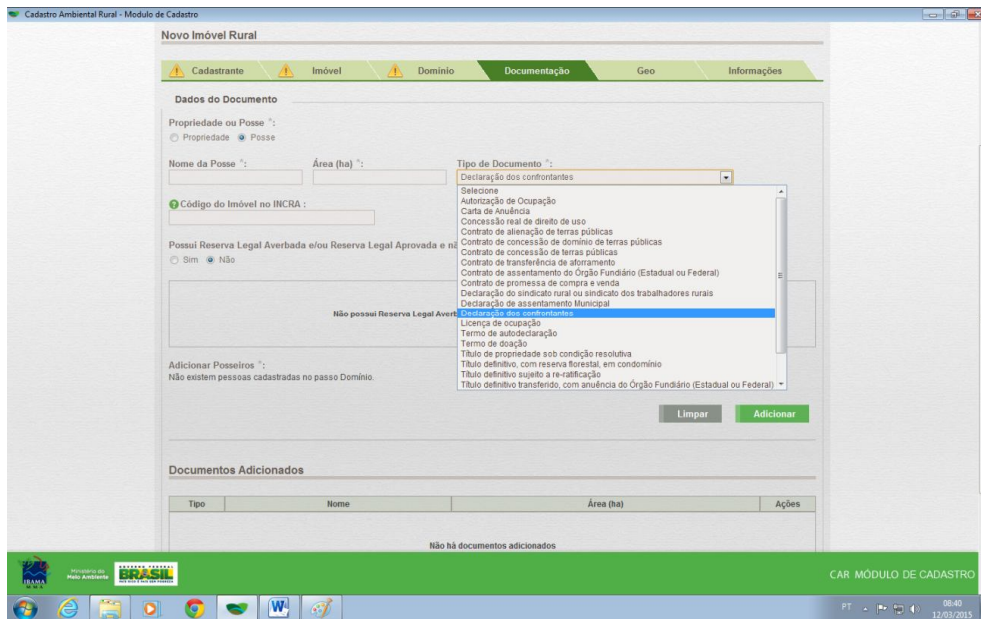 Cadastro Ambiental Rural - Modulo de Cadastro
Novo Imóvel Rural
Cadastrante Imóvel Domínio Documentação Geo Informações
Dados do Documento
Propriedade ou Posse *:
Propriedade Posse
Nome da Posse *: Área (ha) *: Tipo de Documento *:
Declaração dos confrontantes
Selecione
Autorização de Ocupação
Carta de Anuência
Concessão real de direito de uso
Contrato de alienação de terras públicas
Contrato de concessão de domínio de terras públicas
Contrato de concessão de terras públicas
Contrato de transferência de aforramento
Contrato de assentamento do Órgão Fundiário (Estadual ou Federal)
Contrato de promessa de compra e venda
Declaração do sindicato rural ou sindicato dos trabalhadores rurais
Declaração de assentamento Municipal
Declaração dos confrontantes
Licença de ocupação
Termo de autodeclaração
Termo de doação
Título de propriedade sob condição resolutiva
Título definitivo, com reserva florestal, em condomínio
Título definitivo sujeito a re-ratificação
Título definitivo transferido, com anuência do Órgão Fundiário (Estadual ou Federal)
Código do Imóvel no INCRA :
Possui Reserva Legal Averbada e/ou Reserva Legal Aprovada e n
Sim Não
Não possui Reserva Legal Averb
Adicionar Posseiros *:
Não existem pessoas cadastradas no passo Domínio.
Limpar Adicionar
Documentos Adicionados
Tipo Nome Área (ha) Ações
Não há documentos adicionados
IBAMA
MMA
Ministério do
Meio Ambiente
BRASIL
CAR MÓDULO DE CADASTRO
PT 08:40
12/03/2015